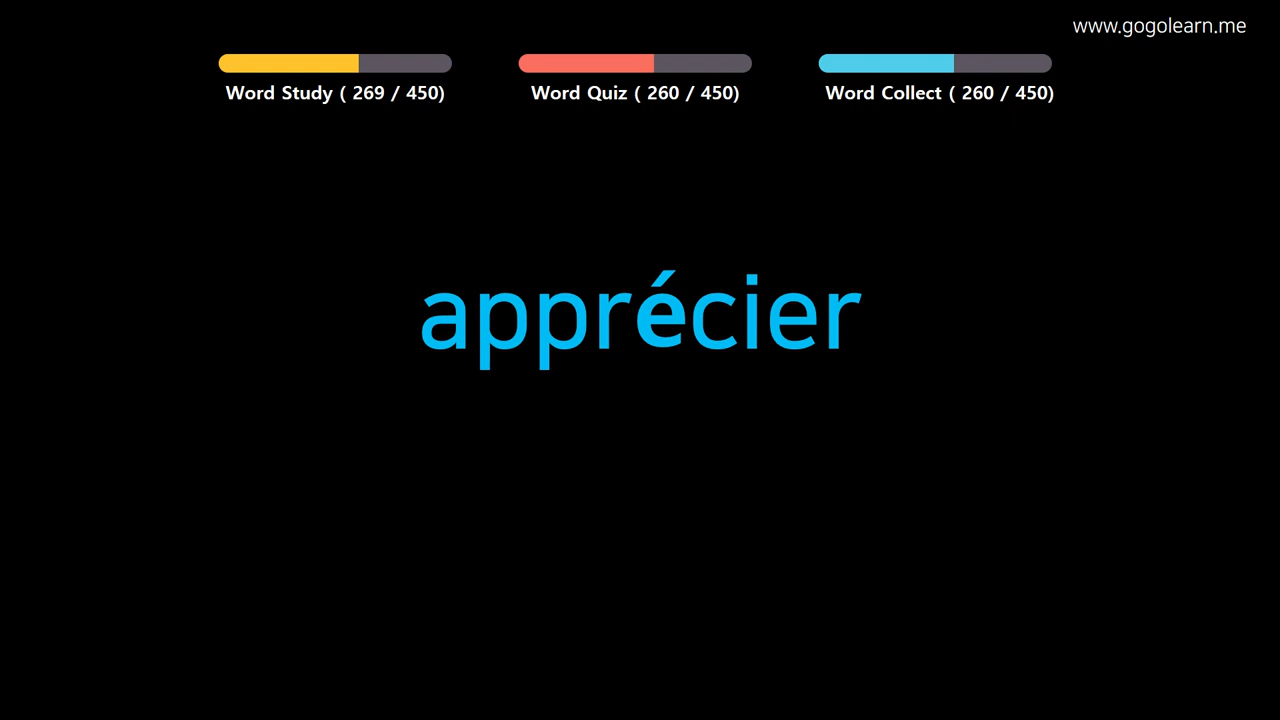 www.gogolearn.me
Word Study ( 269 / 450)
Word Quiz ( 260 / 450)
Word Collect ( 260 / 450)
apprécier